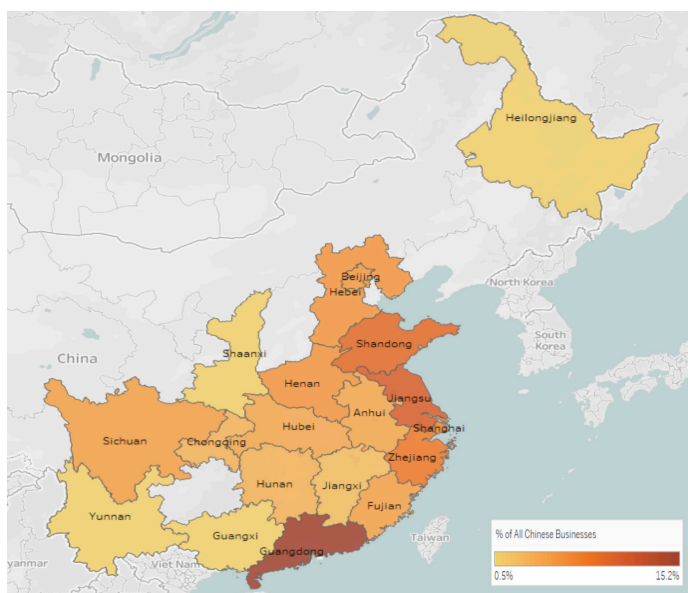 Heilongjiang
Mongolia
Beijing
Hebei
North Korea
South
Korea
Shandong
Shaanxi
China
Henan
Jiangsu
Anhui
Shanghai
Hubei
Sichuan
Chongqing
Zhejiang
Hunan
Jiangxi
Fujian
Yunnan
Guangxi
Guangdong
Taiwan
yanmar
Viet Nam
% of All Chinese Businesses
0.5%
15.2%